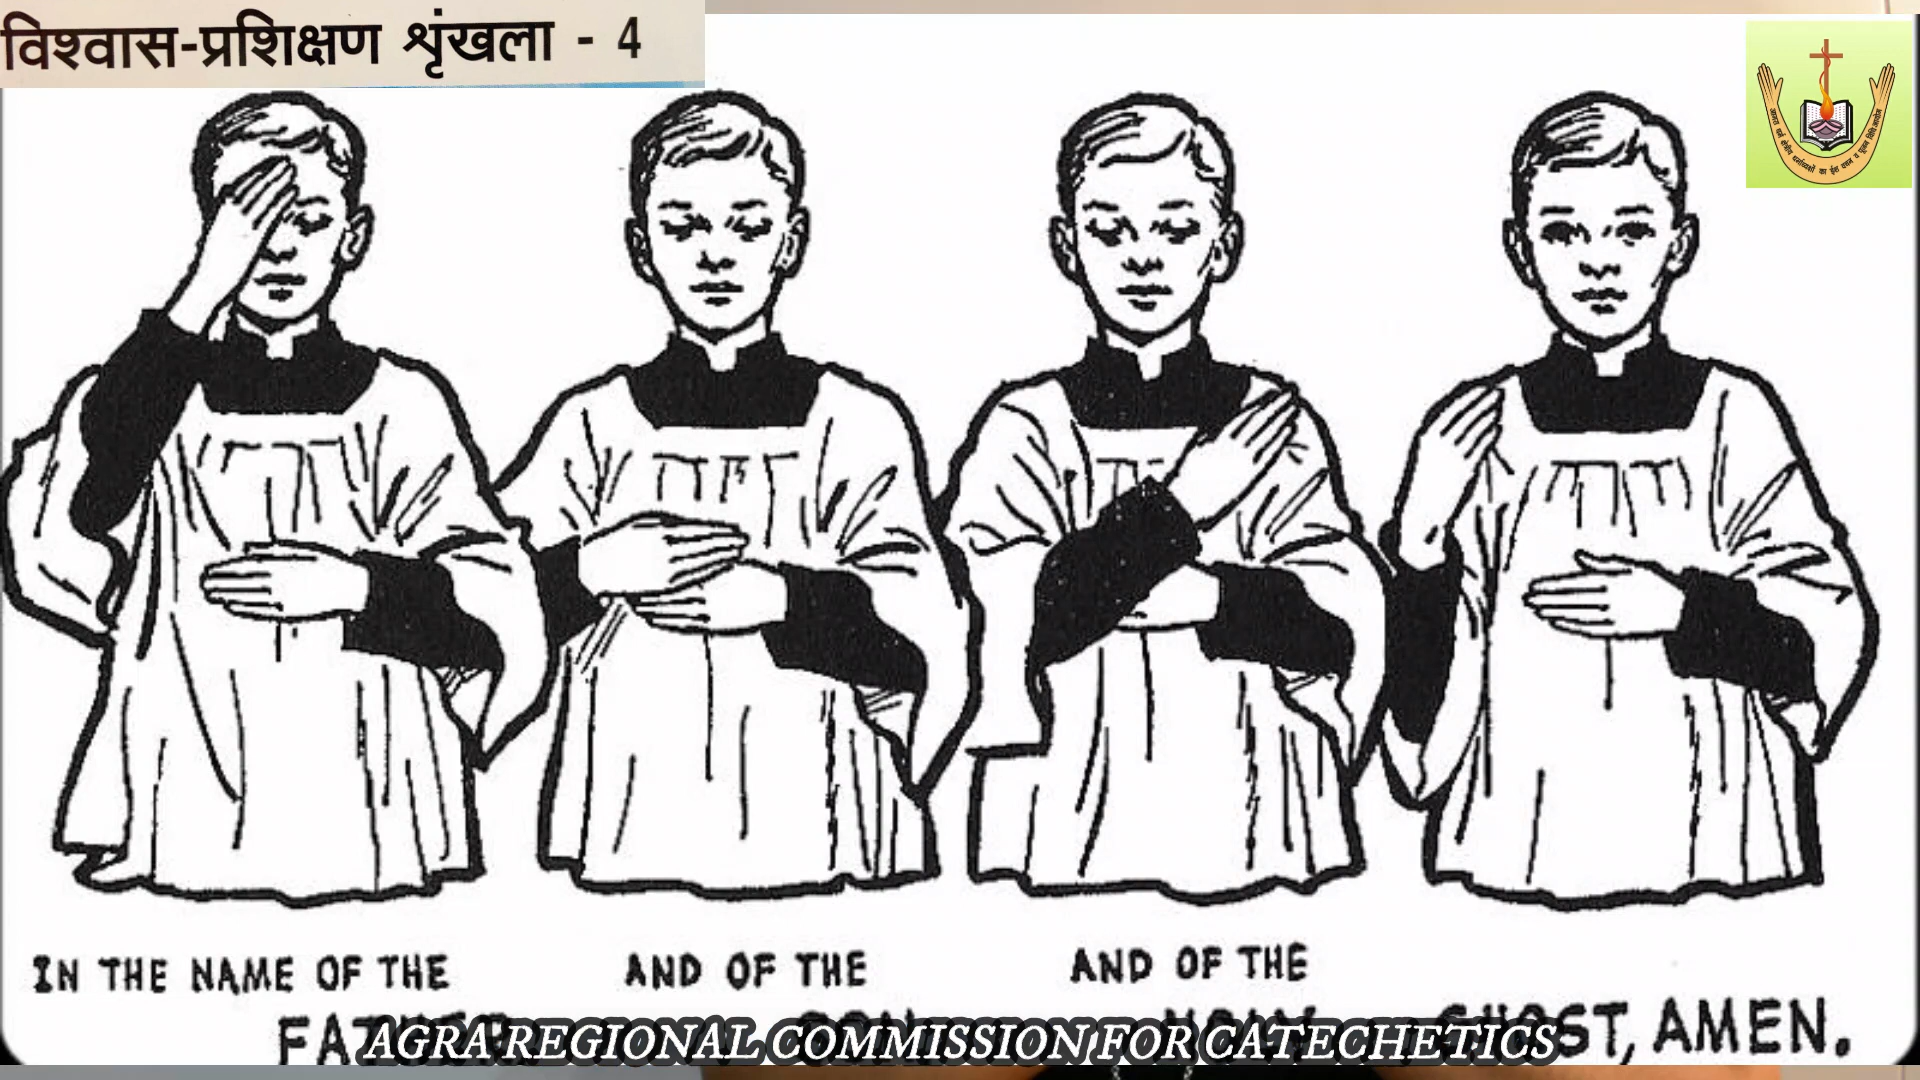 विश्वास-प्रशिक्षण श्रृंखला - 4
IN THE NAME OF THE
AND OF THE
AND OF THE
GHOST, AMEN.
AGRA REGIONAL COMMISSION FOR CATECHETICS